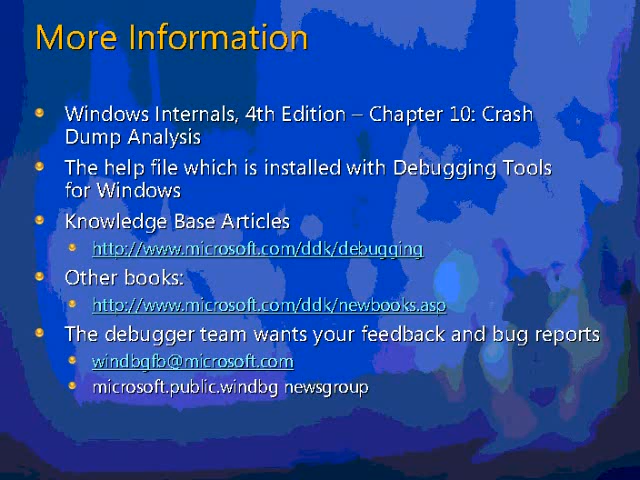 More Information
Windows Internals, 4th Edition – Chapter 10: Crash
Dump Analysis
The help file which is installed with Debugging Tools
for Windows
Knowledge Base Articles
http://www.microsoft.com/ddk/debugging
Other books:
http://www.microsoft.com/ddk/newbooks.asp
The debugger team wants your feedback and bug reports
windbgfb@microsoft.com
microsoft.public.windbg newsgroup